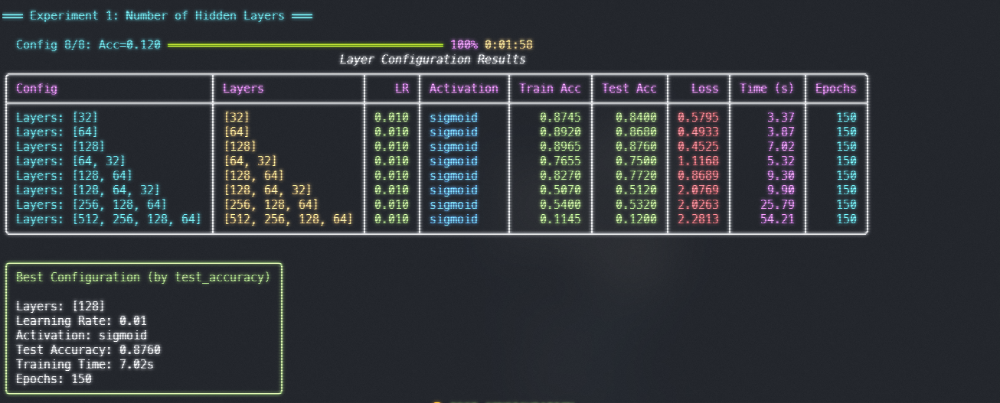 ═══ Experiment 1: Number of Hidden Layers ═══
Config 8/8: Acc=0.120 100% 0:01:58
Layer Configuration Results
Config Layers LR Activation Train Acc Test Acc Loss Time (s) Epochs
Layers: [32] [32] 0.010 sigmoid 0.8745 0.8400 0.5795 3.37 150
Layers: [64] [64] 0.010 sigmoid 0.8920 0.8680 0.4933 3.87 150
Layers: [128] [128] 0.010 sigmoid 0.8965 0.8760 0.4525 7.02 150
Layers: [64, 32] [64, 32] 0.010 sigmoid 0.7655 0.7500 1.1168 5.32 150
Layers: [128, 64] [128, 64] 0.010 sigmoid 0.8270 0.7720 0.8689 9.30 150
Layers: [128, 64, 32] [128, 64, 32] 0.010 sigmoid 0.5070 0.5120 2.0769 9.90 150
Layers: [256, 128, 64] [256, 128, 64] 0.010 sigmoid 0.5400 0.5320 2.0263 25.79 150
Layers: [512, 256, 128, 64] [512, 256, 128, 64] 0.010 sigmoid 0.1145 0.1200 2.2813 54.21 150
Best Configuration (by test_accuracy)
Layers: [128]
Learning Rate: 0.01
Activation: sigmoid
Test Accuracy: 0.8760
Training Time: 7.02s
Epochs: 150